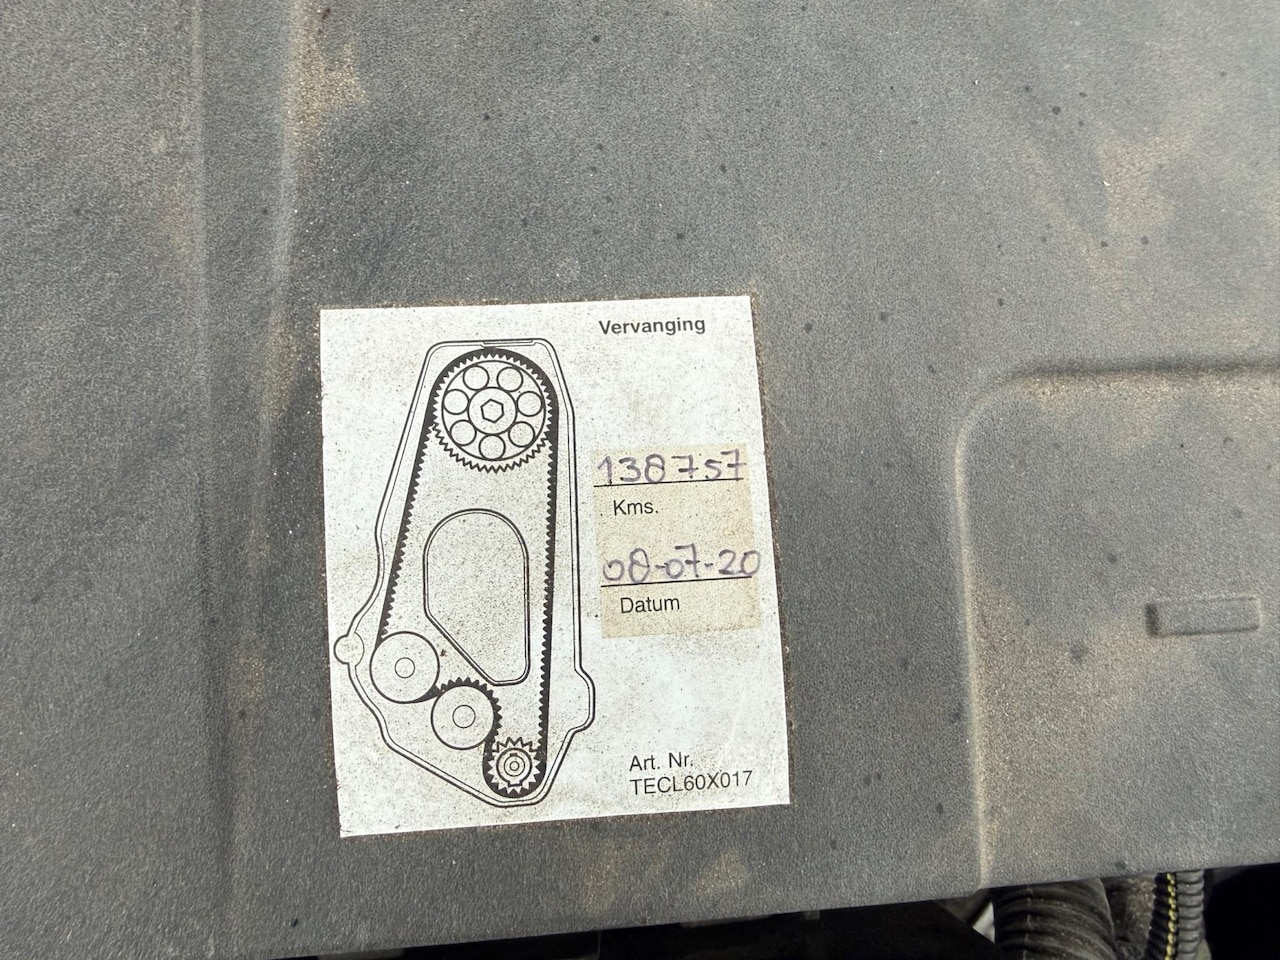 Vervanging
138757
Kms.
08-07-20
Datum
Art. Nr.
TECL60X017